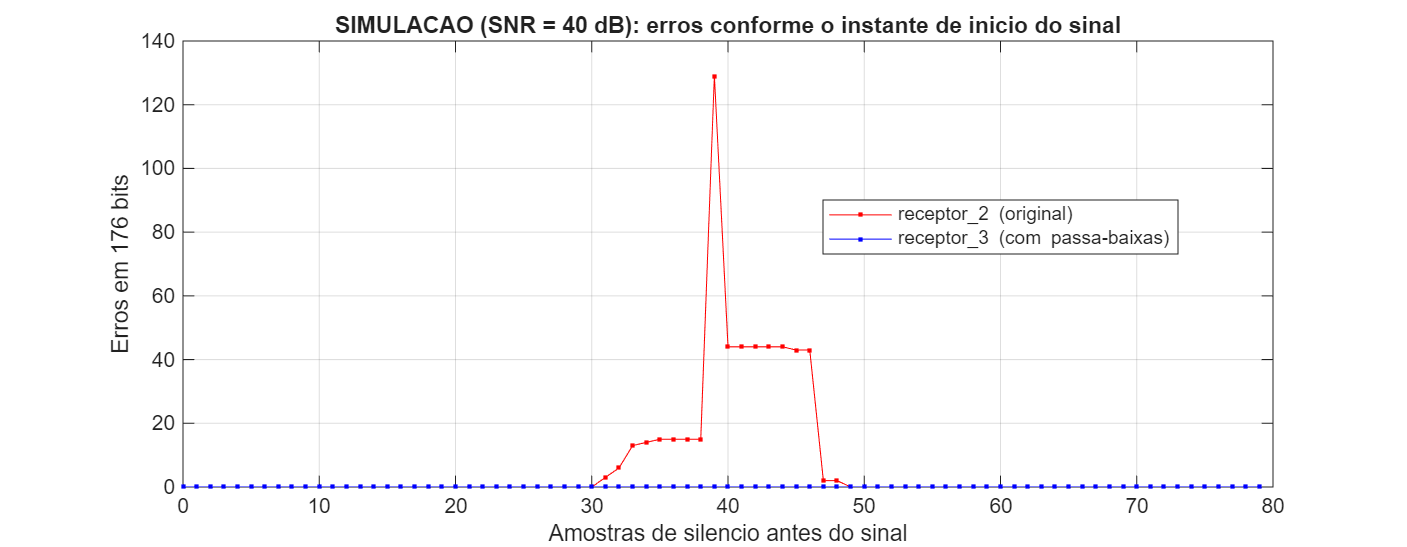 SIMULACAO (SNR = 40 dB): erros conforme o instante de inicio do sinal
140
120
100
80
60
40
20
0
Erros em 176 bits
receptor_2 (original)
receptor_3 (com passa-baixas)
0 10 20 30 40 50 60 70 80
Amostras de silencio antes do sinal